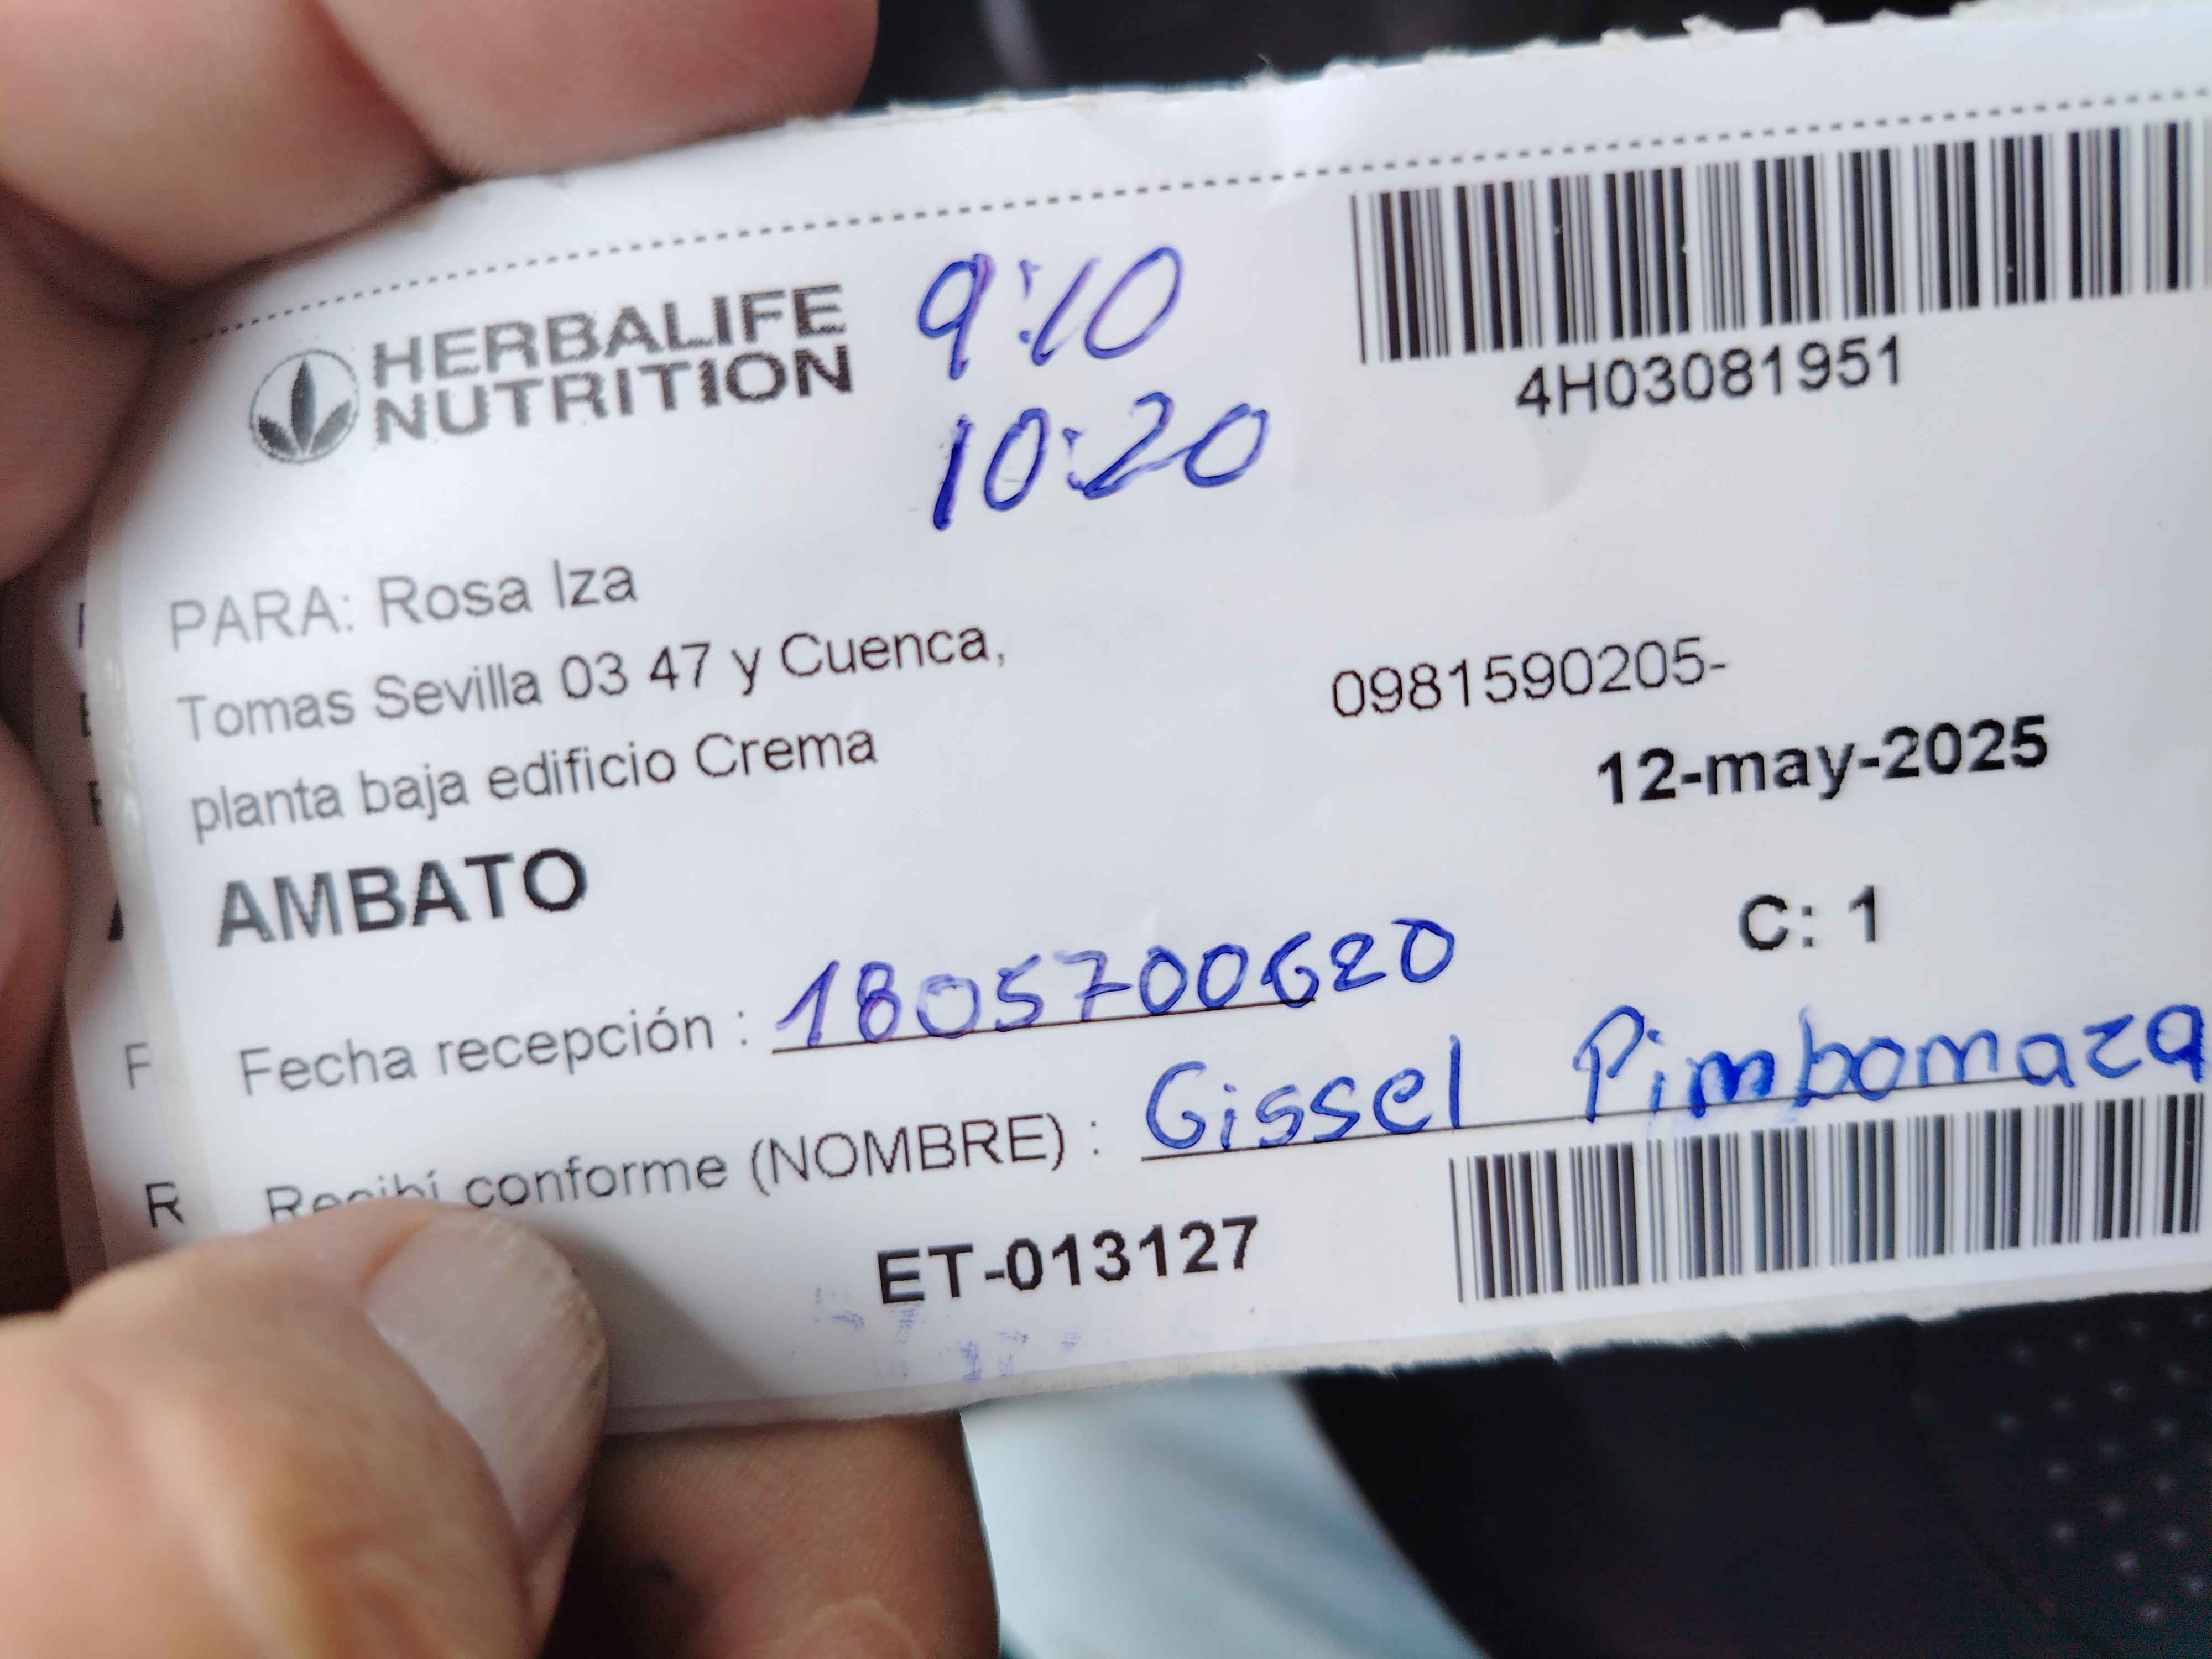 HERBALIFE
NUTRITION
9:10
10:20
4H03081951
PARA: Rosa Iza
Tomas Sevilla 03 47 y Cuenca,
planta baja edificio Crema
0981590205-
12-may-2025
AMBATO
C: 1
Fecha recepción : 1805700620
Recibí conforme (NOMBRE) : Gissel Pimbomaza
ET-013127
F
R